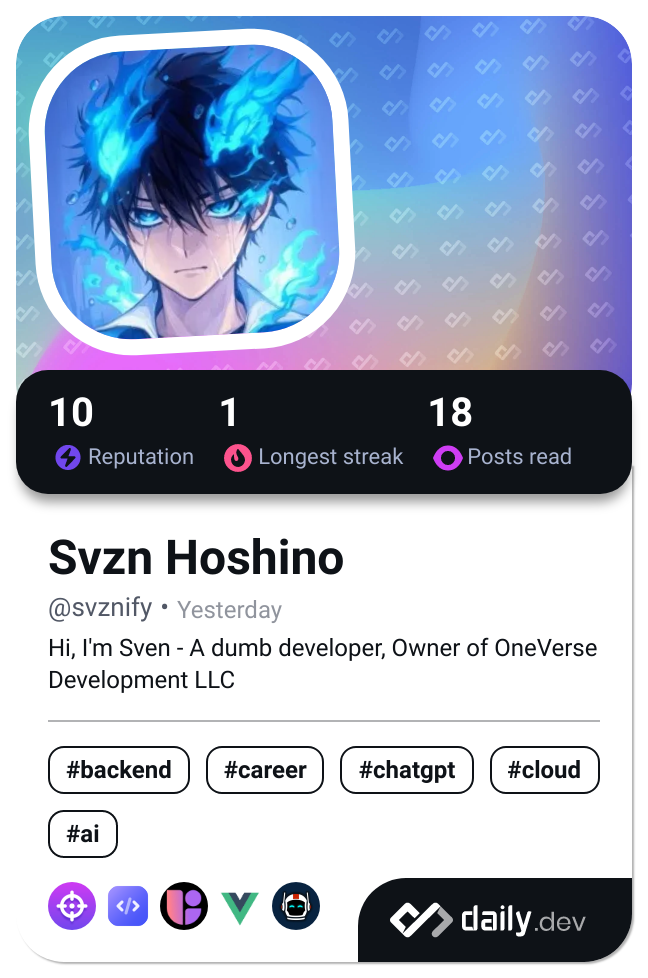 10 1 18
Reputation Longest streak Posts read
Svzn Hoshino
@svznify • Yesterday
Hi, I'm Sven - A dumb developer, Owner of OneVerse
Development LLC
#backend #career #chatgpt #cloud
#ai
daily.dev